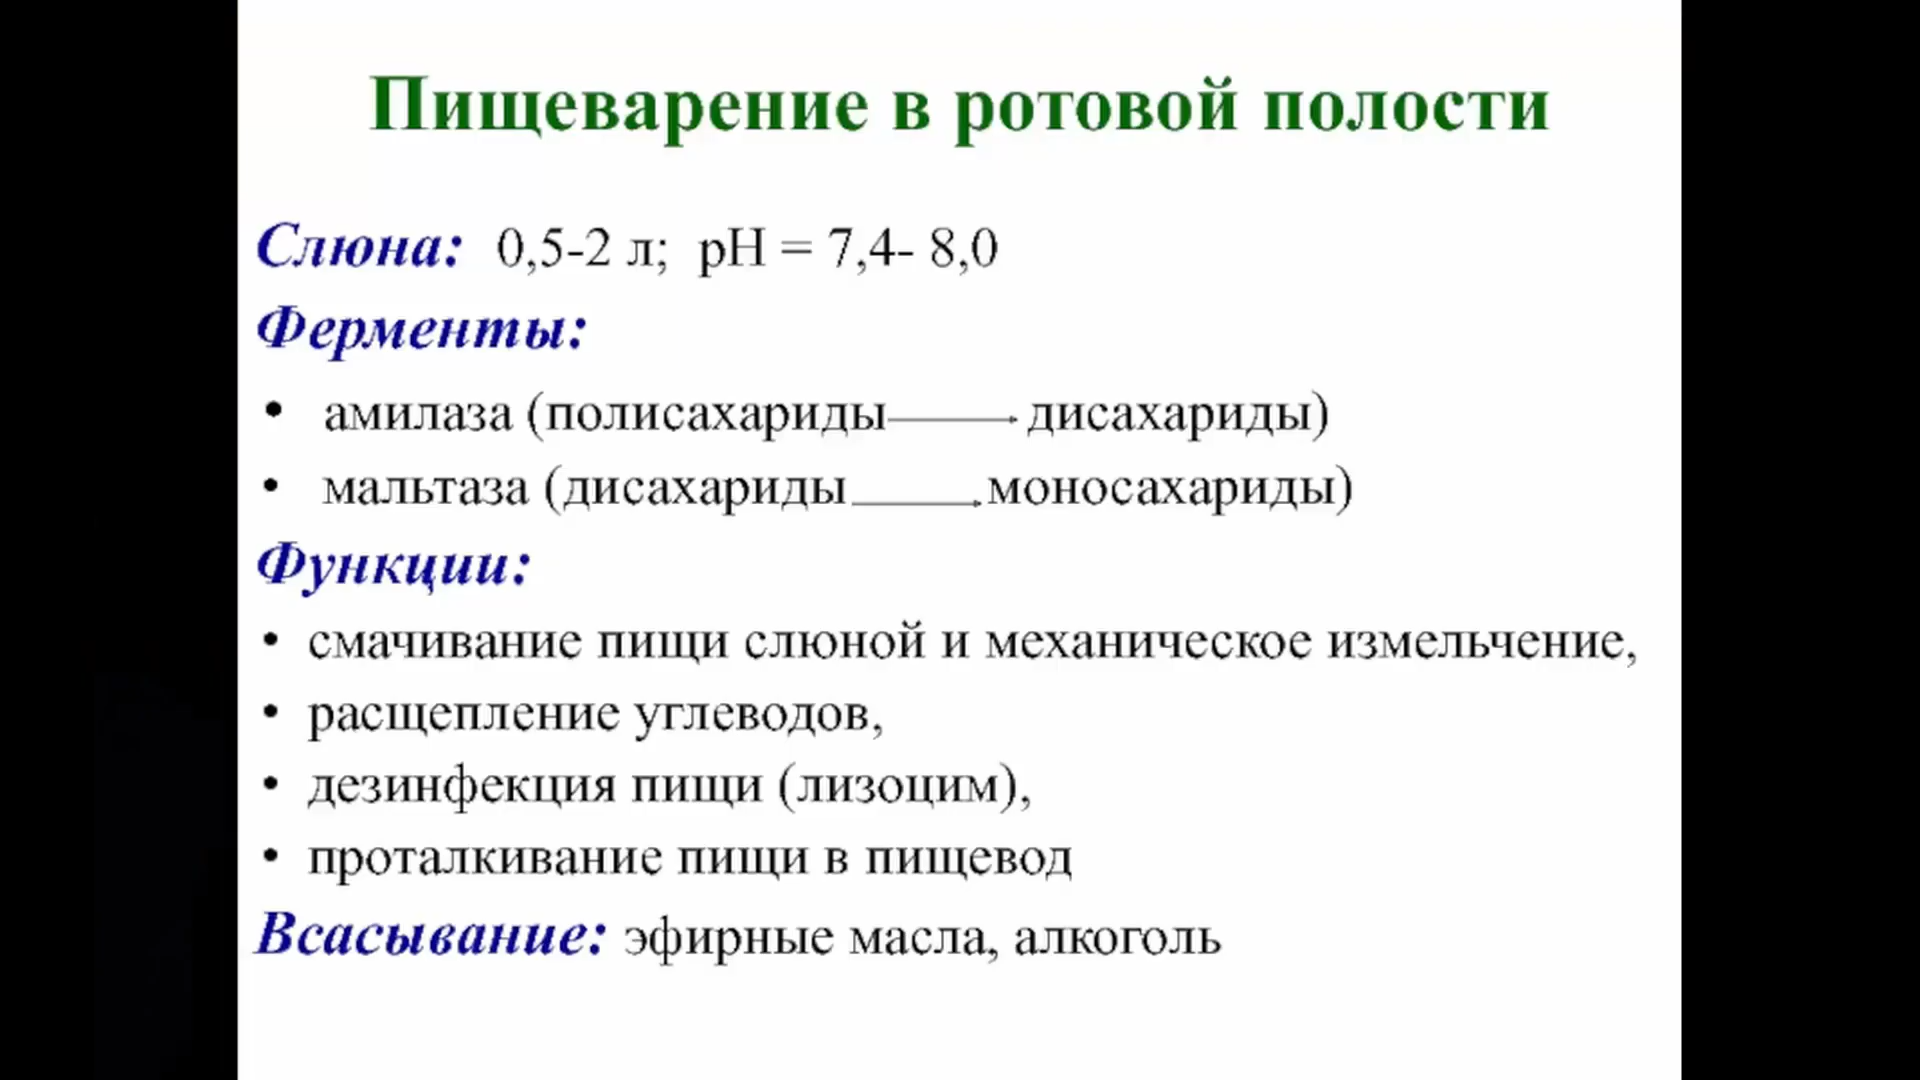 Пищеварение в ротовой полости
Слюна: 0,5-2 л; pH = 7,4- 8,0
Ферменты:
• амилаза (полисахариды → дисахариды)
• мальтаза (дисахариды → моносахариды)
Функции:
• смачивание пищи слюной и механическое измельчение,
• расщепление углеводов,
• дезинфекция пищи (лизоцим),
• проталкивание пищи в пищевод
Всасывание: эфирные масла, алкоголь